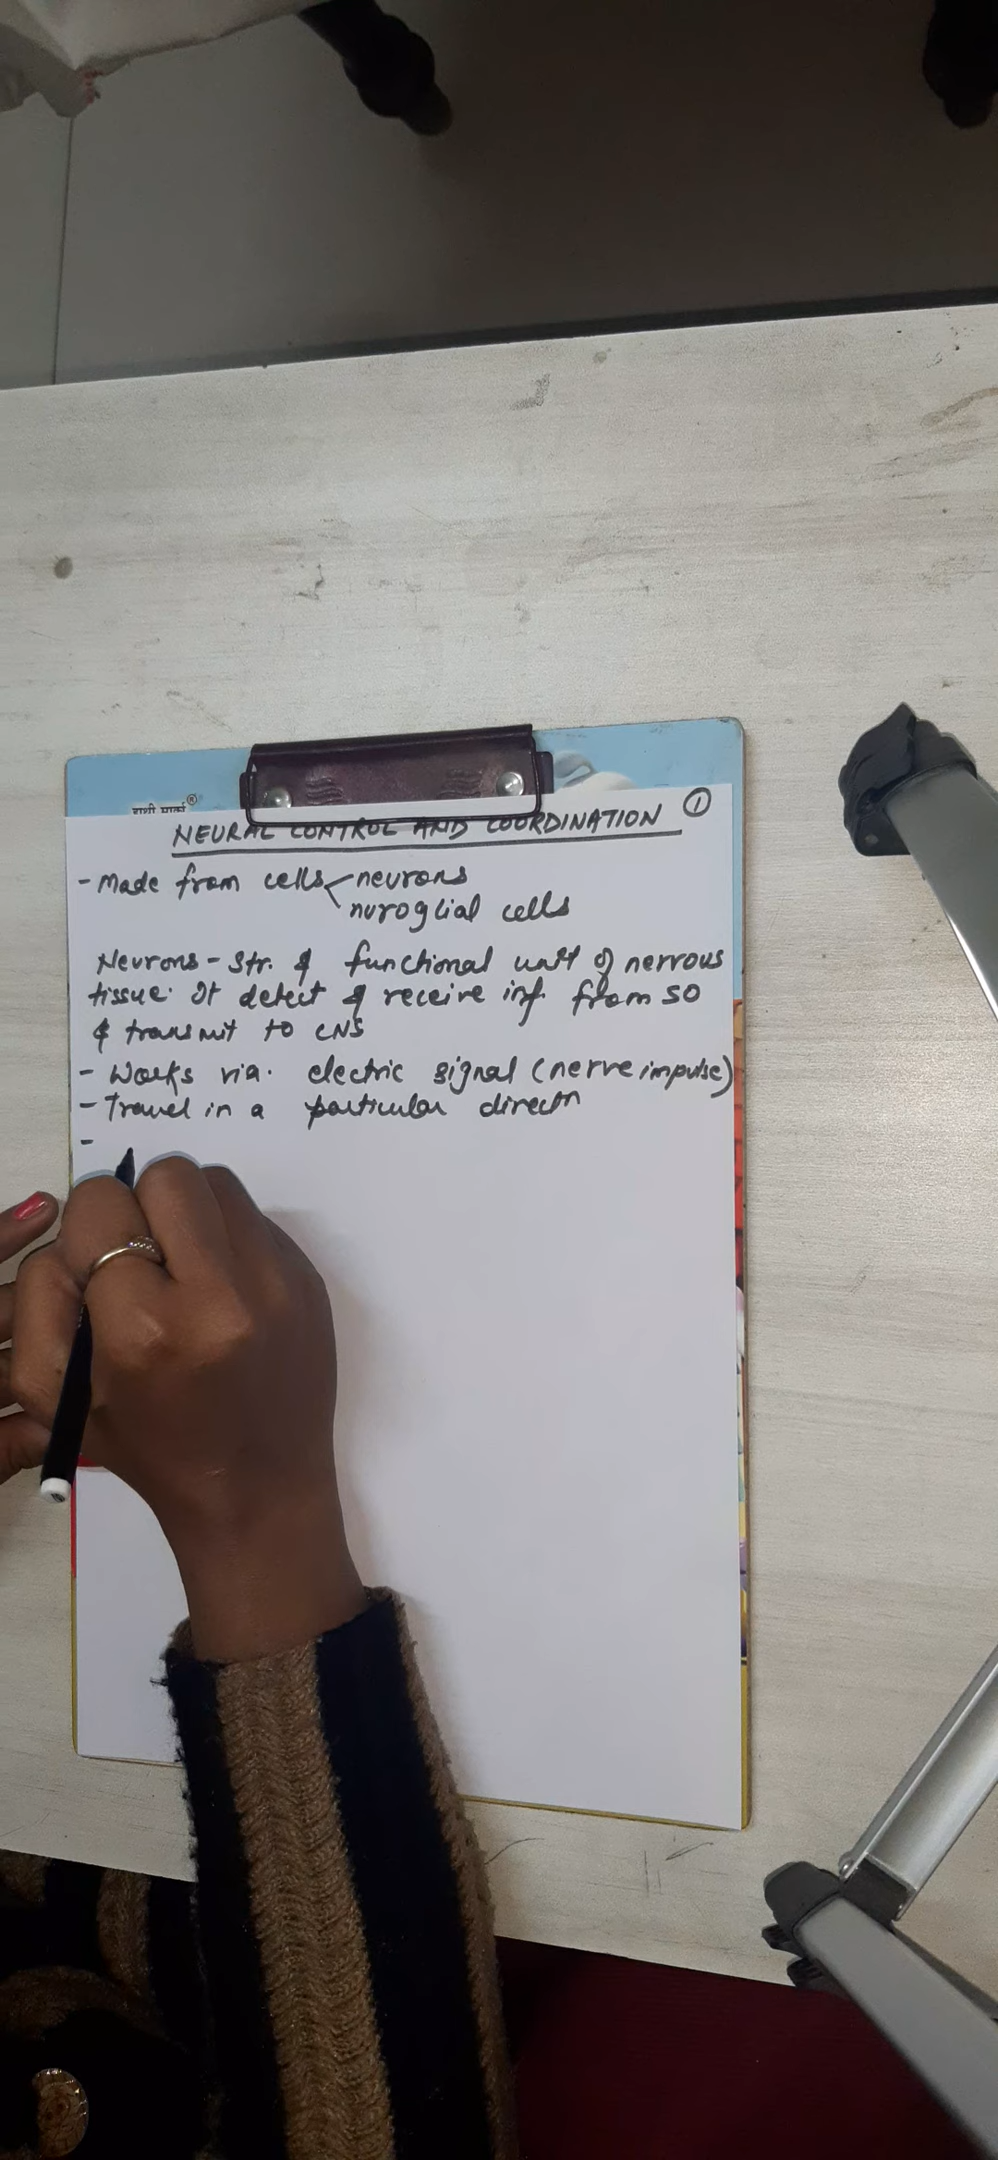 हाथी मार्का ®
NEURAL CONTROL AND COORDINATION ①
- Made from cells neurons
nuroglial cells
Neurons - Str. & functional unit of nervous
tissue. It detect & receive inf. from SO
& transmit to CNS
- Works via. electric signal (nerve impulse)
- Travel in a particular directn
-